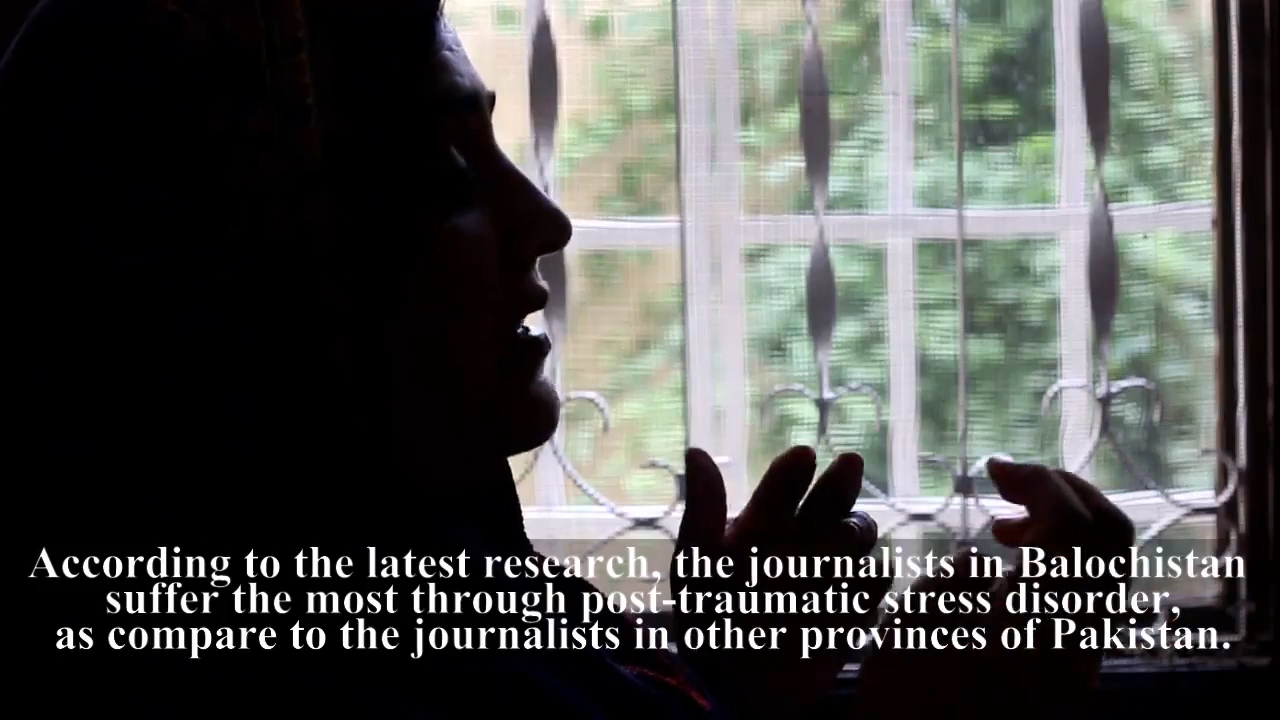 According to the latest research, the journalists in Balochistan
suffer the most through post-traumatic stress disorder,
as compare to the journalists in other provinces of Pakistan.